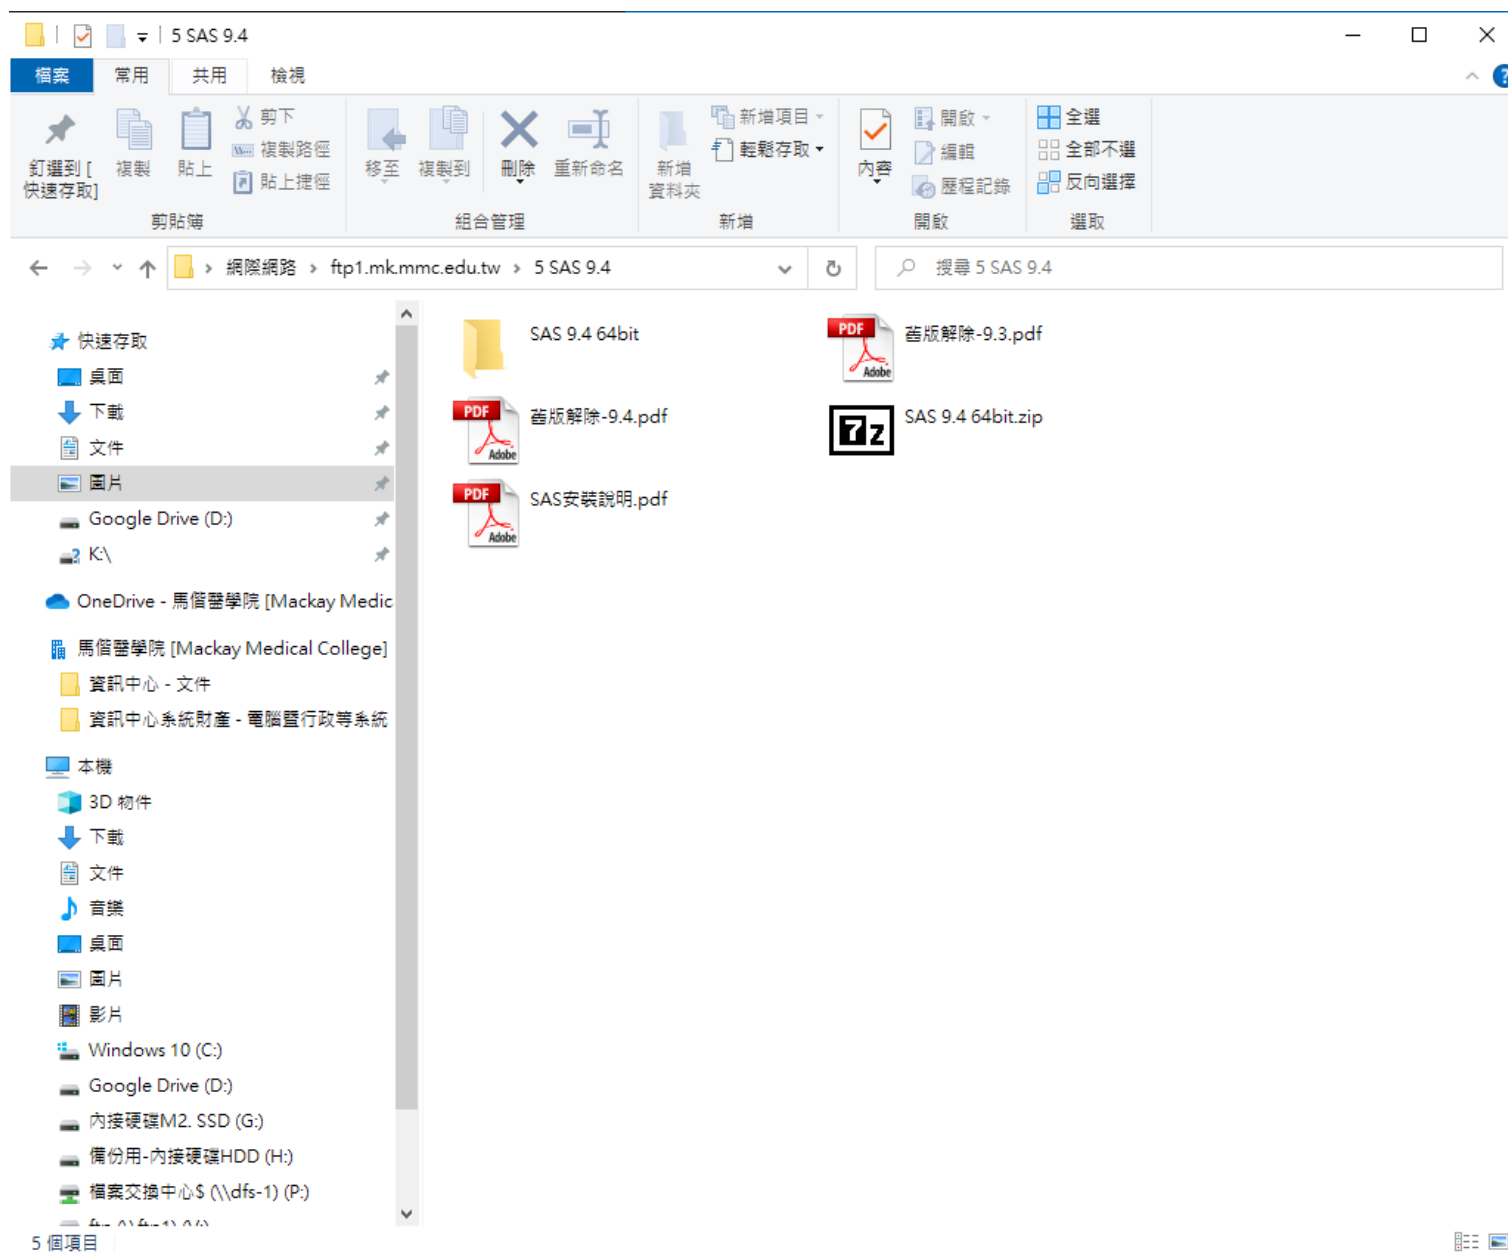 5 SAS 9.4
檔案 常用 共用 檢視
釘選到 [
快速存取]
複製
貼上
剪下
複製路徑
貼上捷徑
剪貼簿
移至
複製到
刪除
重新命名
組合管理
新增
資料夾
新增項目
輕鬆存取
新增
內容
開啟
編輯
歷程記錄
開啟
全選
全部不選
反向選擇
選取
網際網路 › ftp1.mk.mmc.edu.tw › 5 SAS 9.4
搜尋 5 SAS 9.4
快速存取
桌面
下載
文件
圖片
Google Drive (D:)
K:\
OneDrive - 馬偕醫學院 [Mackay Medic
馬偕醫學院 [Mackay Medical College]
資訊中心 - 文件
資訊中心系統財產 - 電腦暨行政等系統
本機
3D 物件
下載
文件
音樂
桌面
圖片
影片
Windows 10 (C:)
Google Drive (D:)
內接硬碟M2. SSD (G:)
備份用-內接硬碟HDD (H:)
檔案交換中心$ (\\dfs-1) (P:)
SAS 9.4 64bit
PDF
Adobe
舊版解除-9.3.pdf
PDF
Adobe
舊版解除-9.4.pdf
7z
SAS 9.4 64bit.zip
PDF
Adobe
SAS安裝說明.pdf
5 個項目